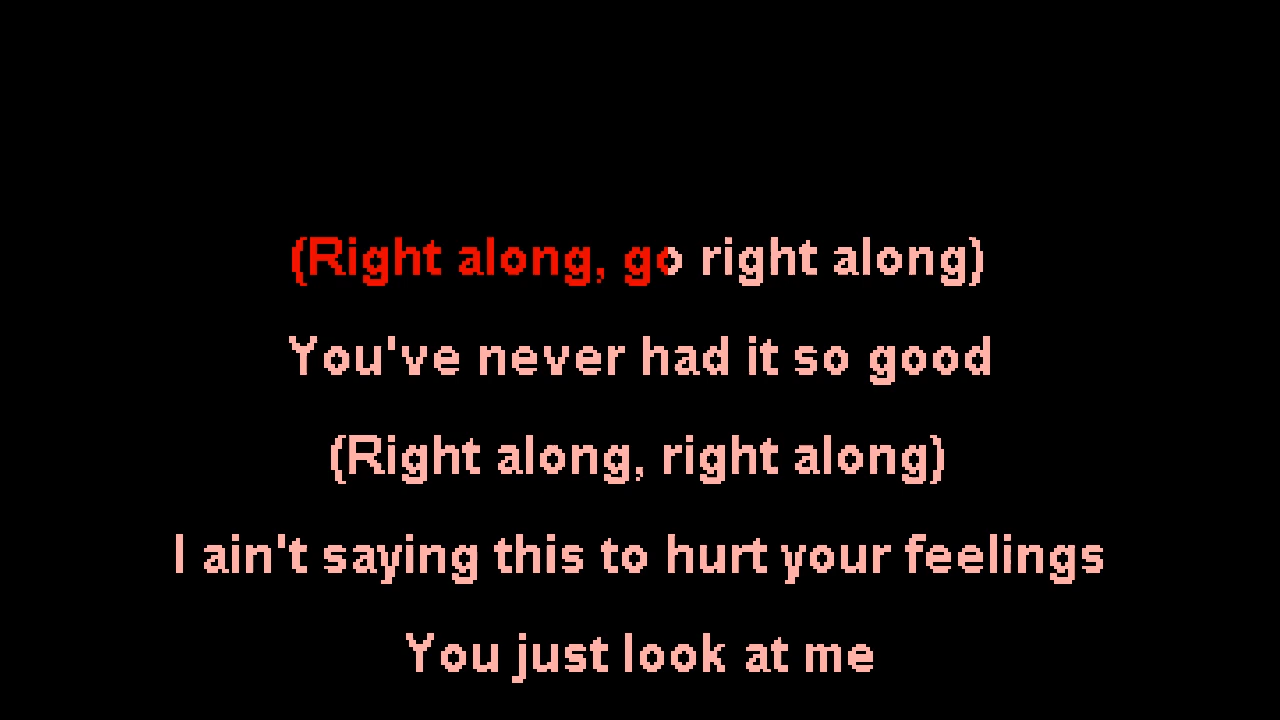 (Right along, go right along)
You've never had it so good
(Right along, right along)
I ain't saying this to hurt your feelings
You just look at me